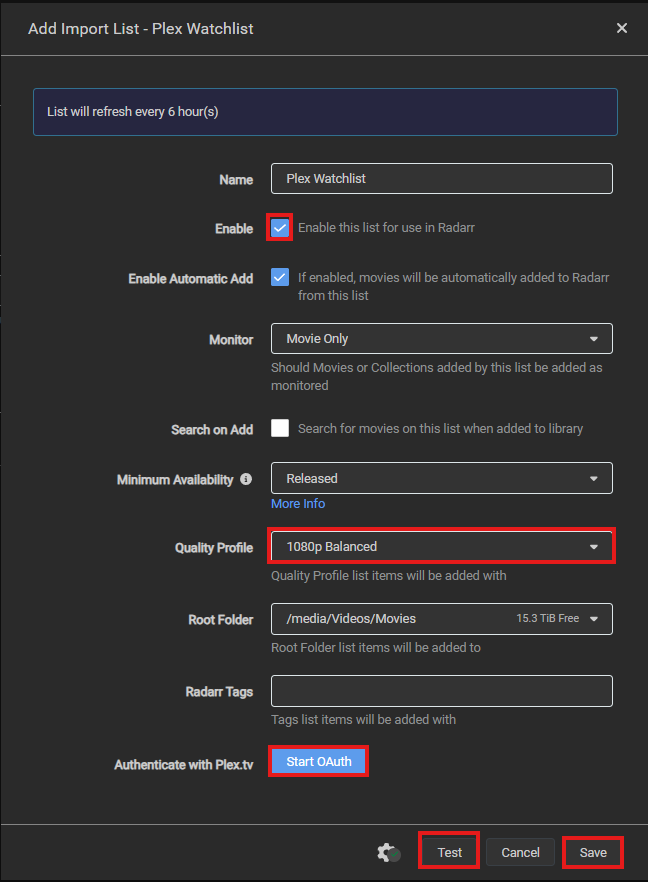 Add Import List - Plex Watchlist
List will refresh every 6 hour(s)
Name
Plex Watchlist
Enable
Enable this list for use in Radarr
Enable Automatic Add
If enabled, movies will be automatically added to Radarr
from this list
Monitor
Movie Only
Should Movies or Collections added by this list be added as
monitored
Search on Add
Search for movies on this list when added to library
Minimum Availability
Released
More Info
Quality Profile
1080p Balanced
Quality Profile list items will be added with
Root Folder
/media/Videos/Movies 15.3 TiB Free
Root Folder list items will be added to
Radarr Tags
Tags list items will be added with
Authenticate with Plex.tv
Start OAuth
Test Cancel Save